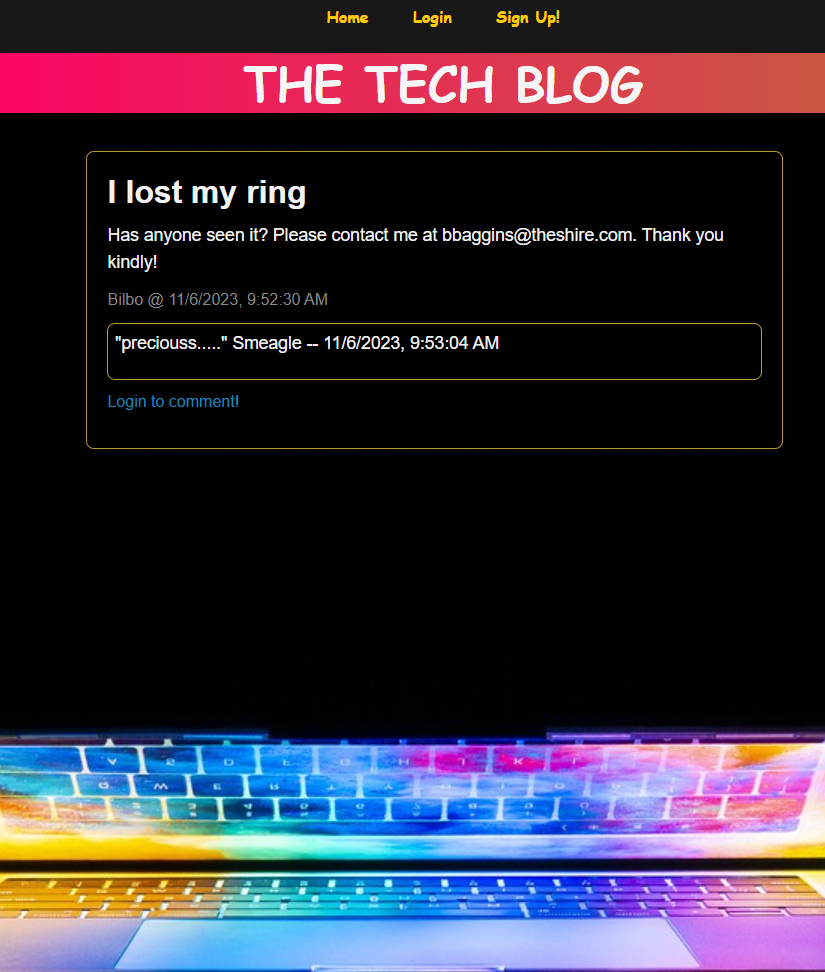 Home Login Sign Up!
THE TECH BLOG
I lost my ring
Has anyone seen it? Please contact me at bbaggins@theshire.com. Thank you
kindly!
Bilbo @ 11/6/2023, 9:52:30 AM
"preciouss....." Smeagle -- 11/6/2023, 9:53:04 AM
Login to comment!